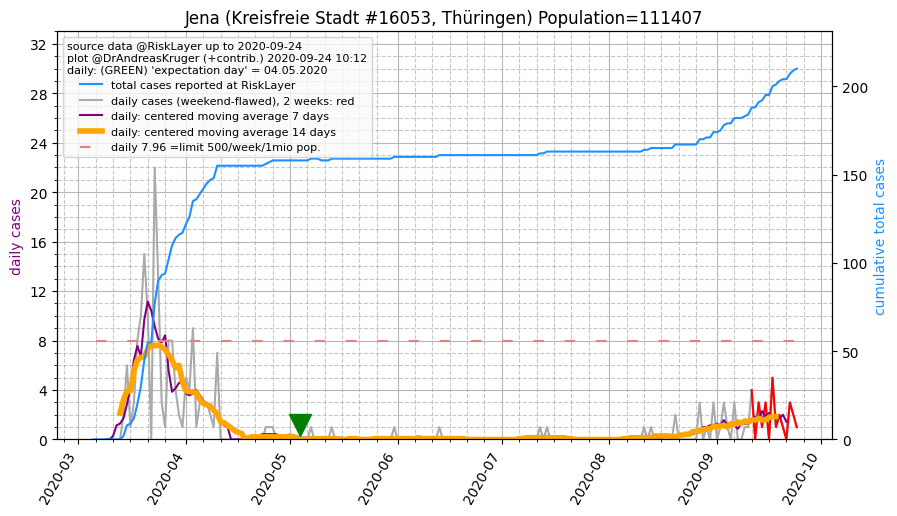 Jena (Kreisfreie Stadt #16053, Thüringen) Population=111407
source data @RiskLayer up to 2020-09-24
plot @DrAndreasKruger (+contrib.) 2020-09-24 10:12
daily: (GREEN) 'expectation day' = 04.05.2020
total cases reported at RiskLayer
daily cases (weekend-flawed), 2 weeks: red
daily: centered moving average 7 days
daily: centered moving average 14 days
daily 7.96 =limit 500/week/1mio pop.
daily cases
32
28
24
20
16
12
8
4
0
cumulative total cases
200
150
100
50
0
2020-03
2020-04
2020-05
2020-06
2020-07
2020-08
2020-09
2020-10